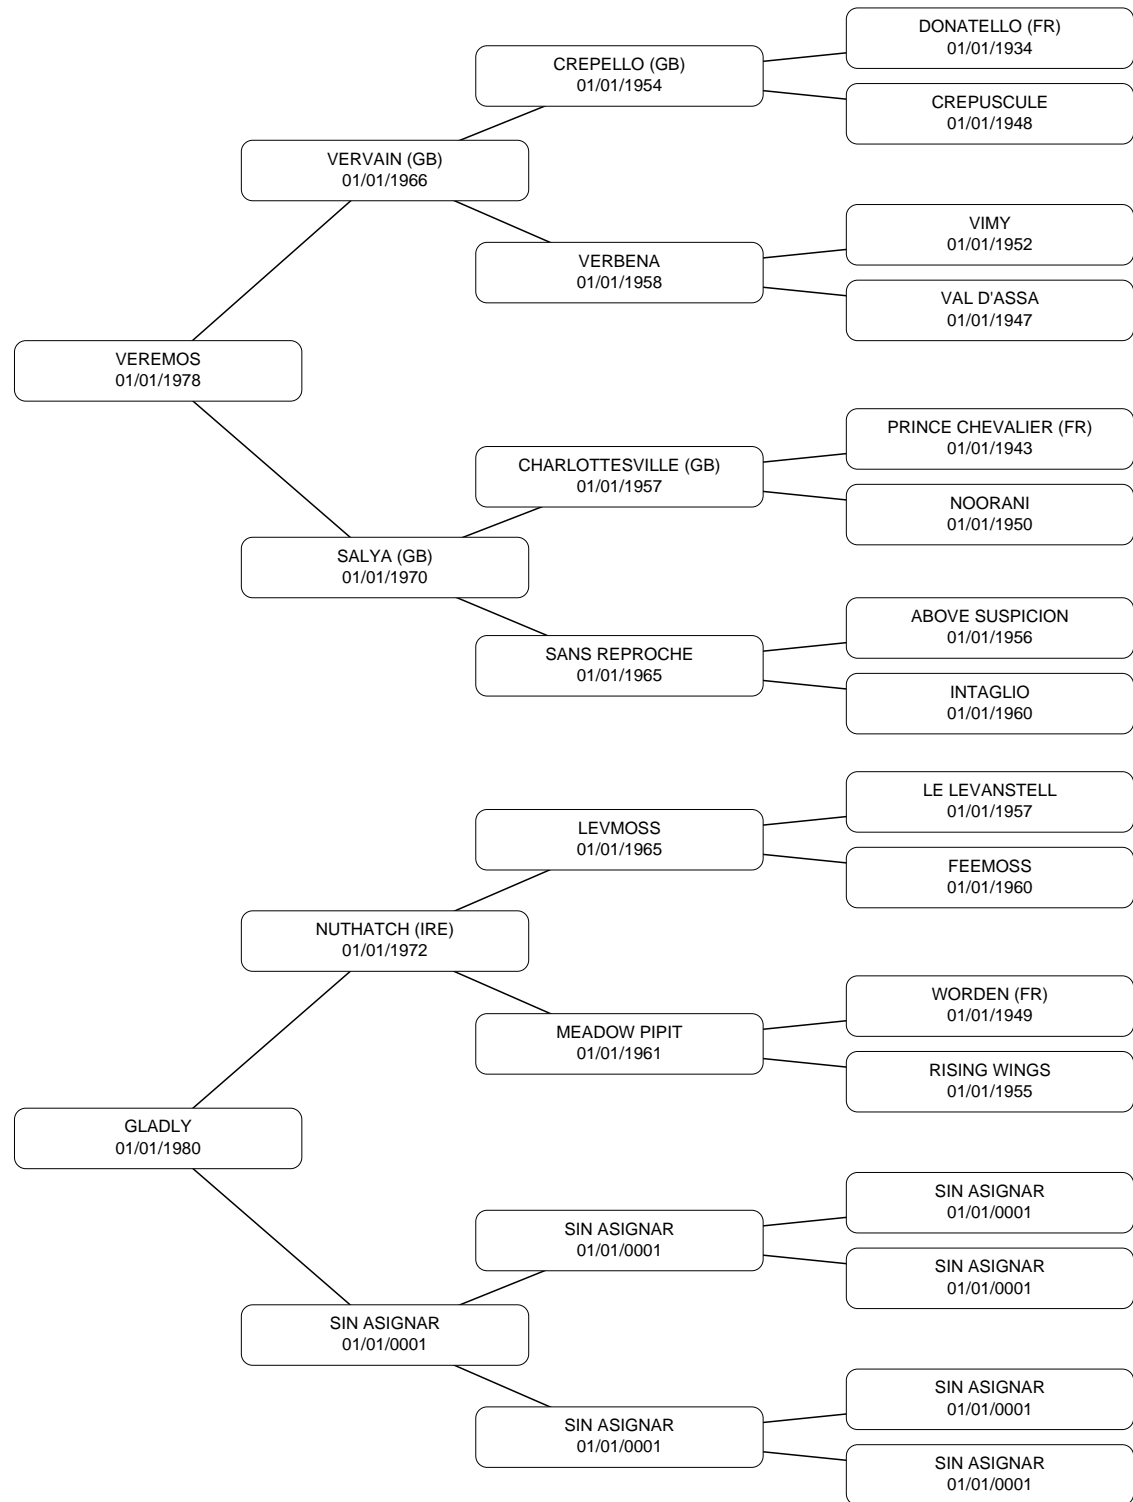 DONATELLO (FR)
01/01/1934
CREPELLO (GB)
01/01/1954
CREPUSCULE
01/01/1948
VERVAIN (GB)
01/01/1966
VIMY
01/01/1952
VERBENA
01/01/1958
VAL D'ASSA
01/01/1947
VEREMOS
01/01/1978
PRINCE CHEVALIER (FR)
01/01/1943
CHARLOTTESVILLE (GB)
01/01/1957
NOORANI
01/01/1950
SALYA (GB)
01/01/1970
ABOVE SUSPICION
01/01/1956
SANS REPROCHE
01/01/1965
INTAGLIO
01/01/1960
LE LEVANSTELL
01/01/1957
LEVMOSS
01/01/1965
FEEMOSS
01/01/1960
NUTHATCH (IRE)
01/01/1972
WORDEN (FR)
01/01/1949
MEADOW PIPIT
01/01/1961
RISING WINGS
01/01/1955
GLADLY
01/01/1980
SIN ASIGNAR
01/01/0001
SIN ASIGNAR
01/01/0001
SIN ASIGNAR
01/01/0001
SIN ASIGNAR
01/01/0001
SIN ASIGNAR
01/01/0001
SIN ASIGNAR
01/01/0001
SIN ASIGNAR
01/01/0001